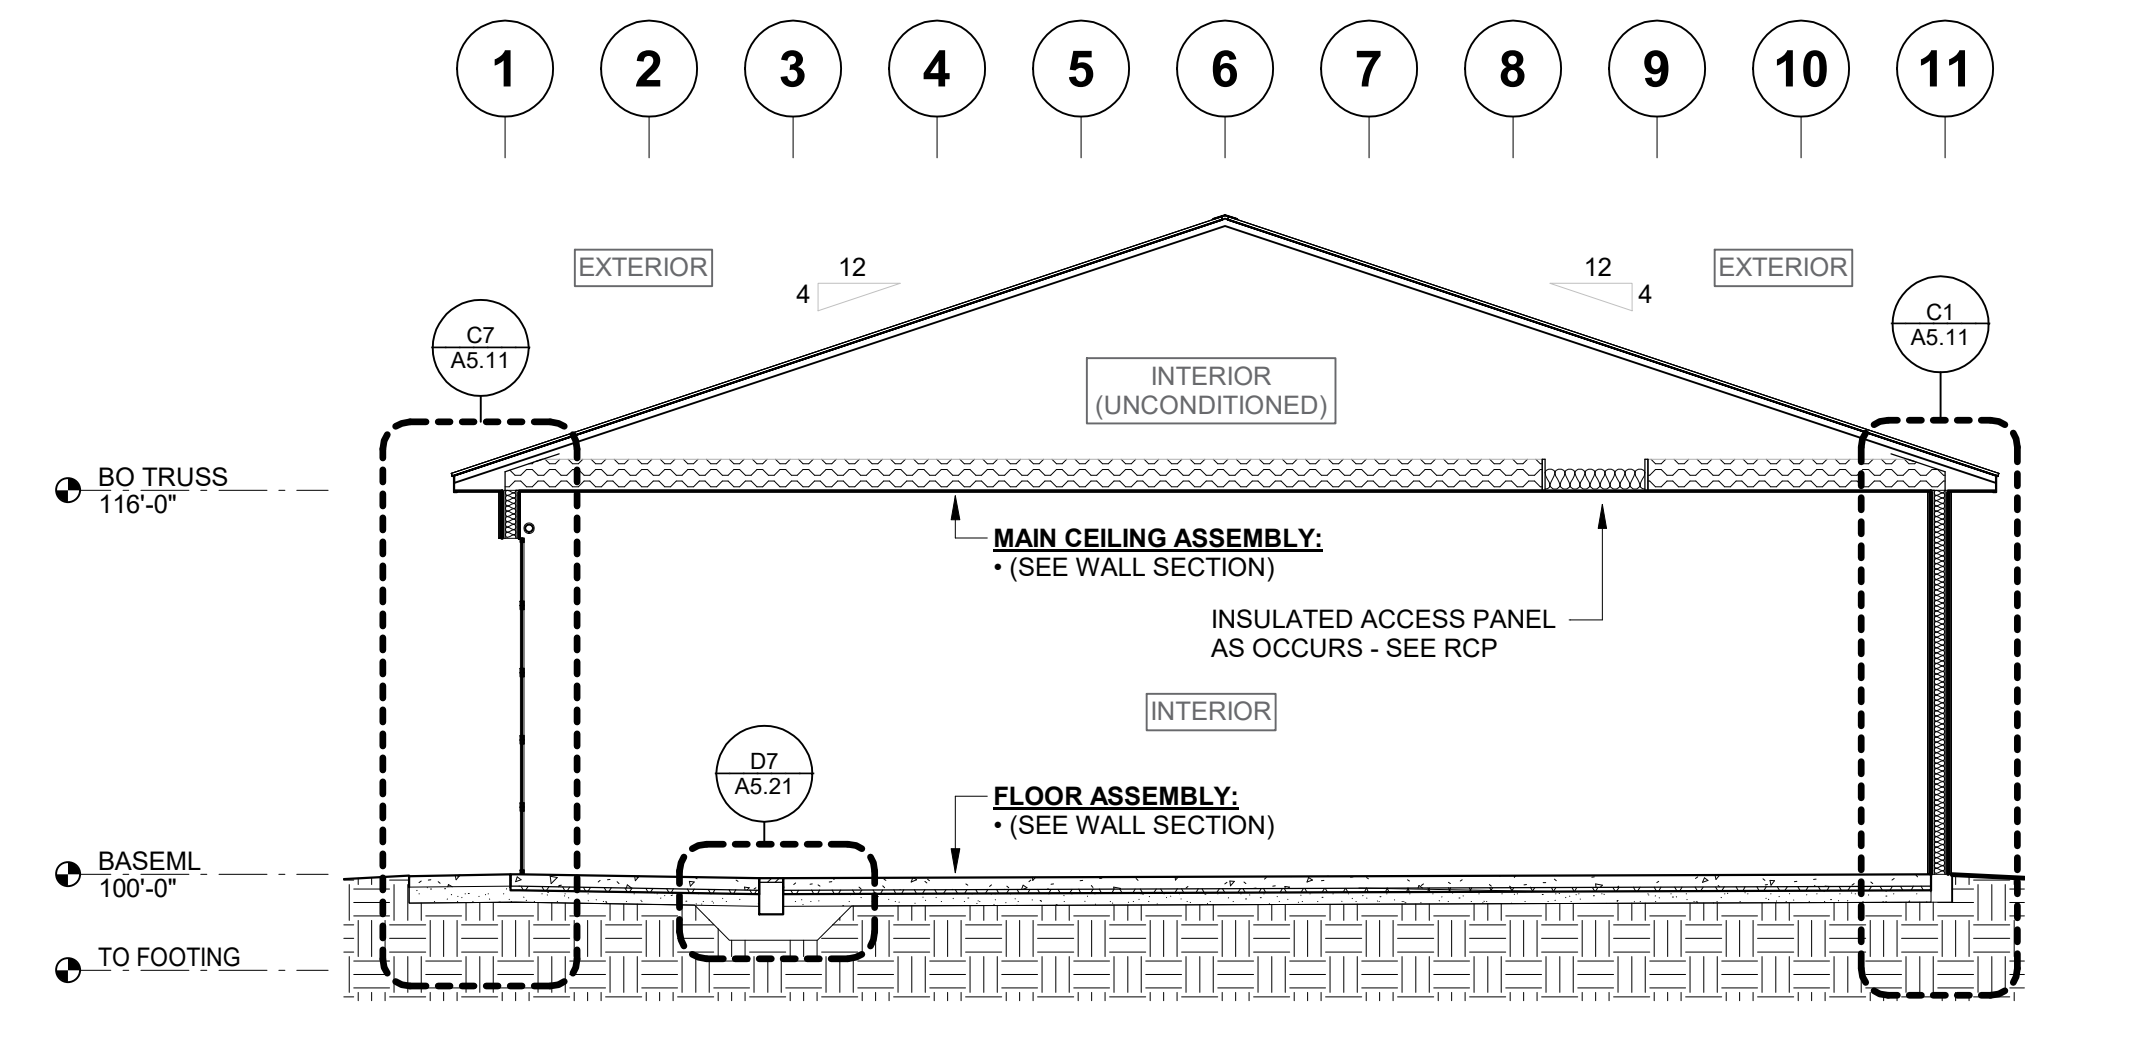 1 2 3 4 5 6 7 8 9 10 11
EXTERIOR
12
4
12
4
EXTERIOR
C7
A5.11
C1
A5.11
INTERIOR
(UNCONDITIONED)
BO TRUSS
116'-0"
MAIN CEILING ASSEMBLY:
• (SEE WALL SECTION)
INSULATED ACCESS PANEL
AS OCCURS - SEE RCP
INTERIOR
D7
A5.21
FLOOR ASSEMBLY:
• (SEE WALL SECTION)
BASEML
100'-0"
TO FOOTING